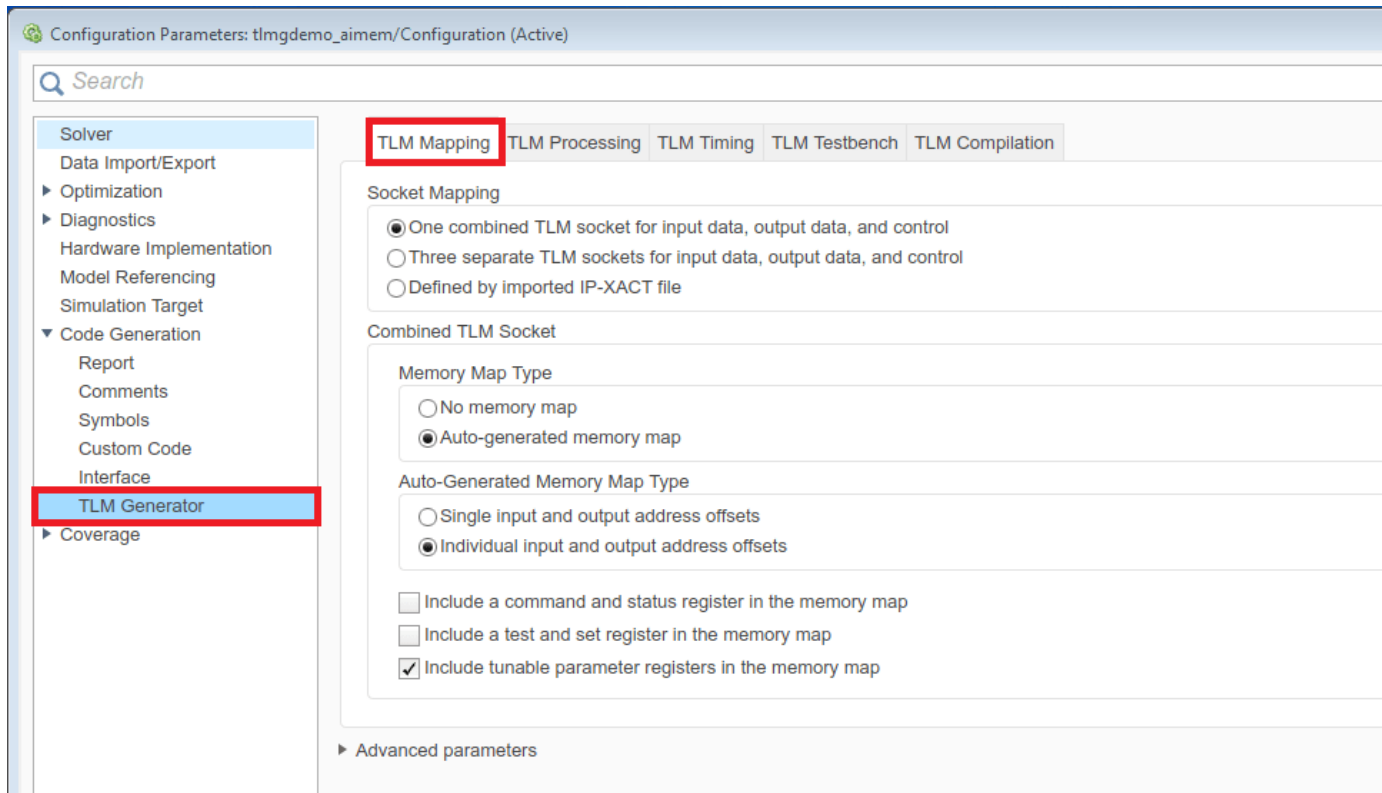 Configuration Parameters: tlmgdemo_aimem/Configuration (Active)
Search
Solver
Data Import/Export
Optimization
Diagnostics
Hardware Implementation
Model Referencing
Simulation Target
Code Generation
Report
Comments
Symbols
Custom Code
Interface
TLM Generator
Coverage
TLM Mapping TLM Processing TLM Timing TLM Testbench TLM Compilation
Socket Mapping
One combined TLM socket for input data, output data, and control
Three separate TLM sockets for input data, output data, and control
Defined by imported IP-XACT file
Combined TLM Socket
Memory Map Type
No memory map
Auto-generated memory map
Auto-Generated Memory Map Type
Single input and output address offsets
Individual input and output address offsets
Include a command and status register in the memory map
Include a test and set register in the memory map
Include tunable parameter registers in the memory map
Advanced parameters